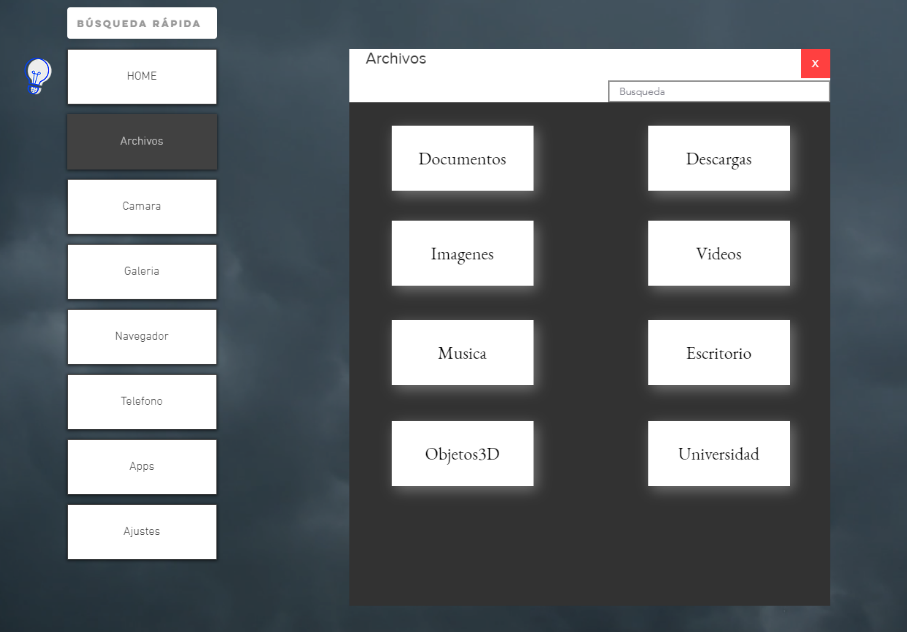 BÚSQUEDA RÁPIDA
HOME
Archivos
Camara
Galeria
Navegador
Telefono
Apps
Ajustes
Archivos
X
Busqueda
Documentos
Descargas
Imagenes
Videos
Musica
Escritorio
Objetos3D
Universidad